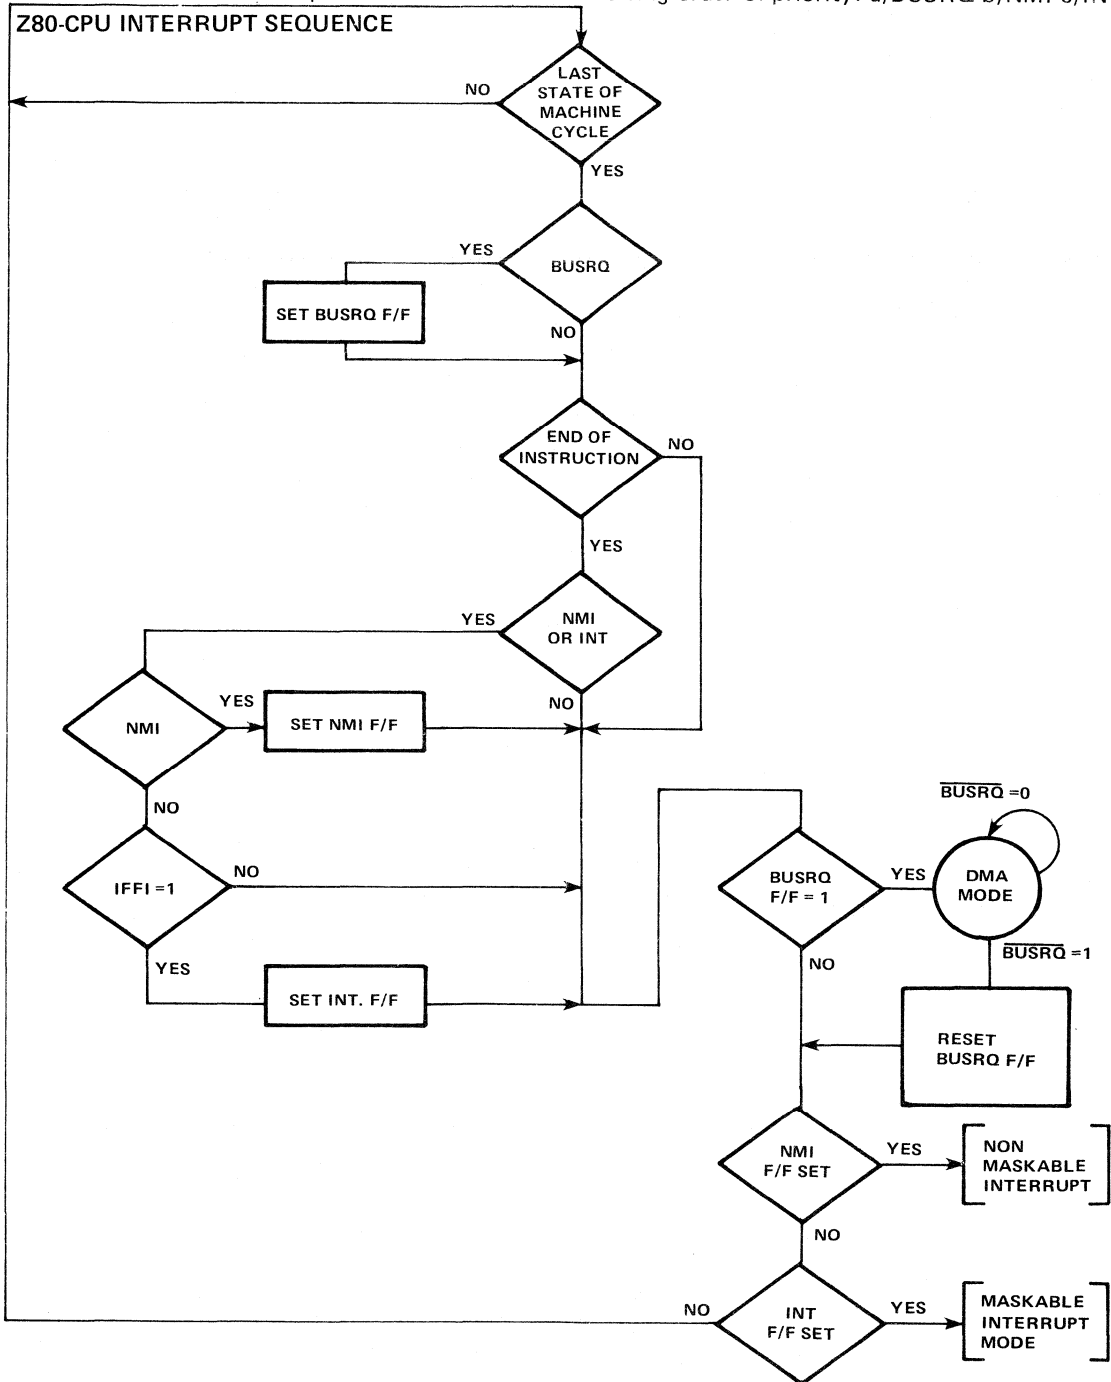 Z80-CPU INTERRUPT SEQUENCE
LAST
STATE OF
MACHINE
CYCLE
NO
YES
BUSRQ
YES
SET BUSRQ F/F
NO
END OF
INSTRUCTION
NO
YES
NMI
OR INT
YES
NO
NMI
YES
SET NMI F/F
NO
IFFI =1
NO
YES
SET INT. F/F
BUSRQ
F/F = 1
YES
DMA
MODE
BUSRQ =0
BUSRQ =1
NO
RESET
BUSRQ F/F
NMI
F/F SET
YES
NON
MASKABLE
INTERRUPT
NO
INT
F/F SET
NO
YES
MASKABLE
INTERRUPT
MODE